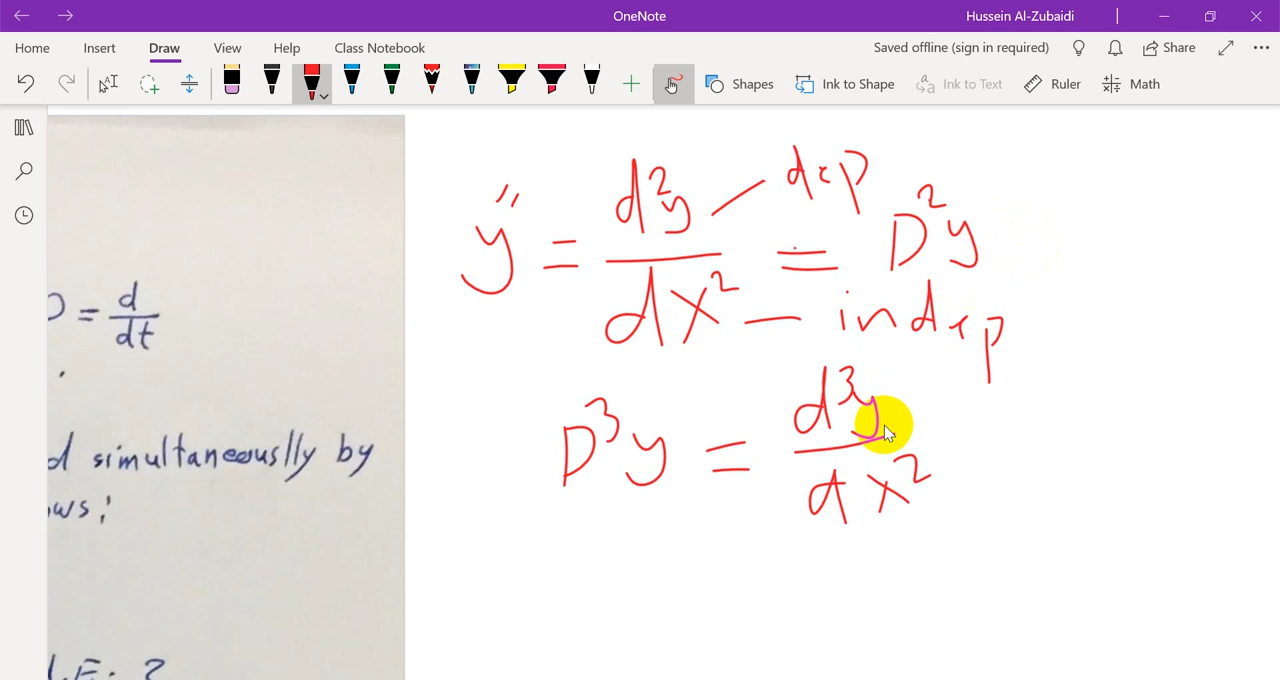 OneNote
Hussein Al-Zubaidi
Home Insert Draw View Help Class Notebook
Saved offline (sign in required) Share
Shapes Ink to Shape Ink to Text Ruler Math
y'' = d²y/dx² = D²y
dep
indep
D³y = d³y/dx²
= d/dt
d simultaneouslly by
ws: